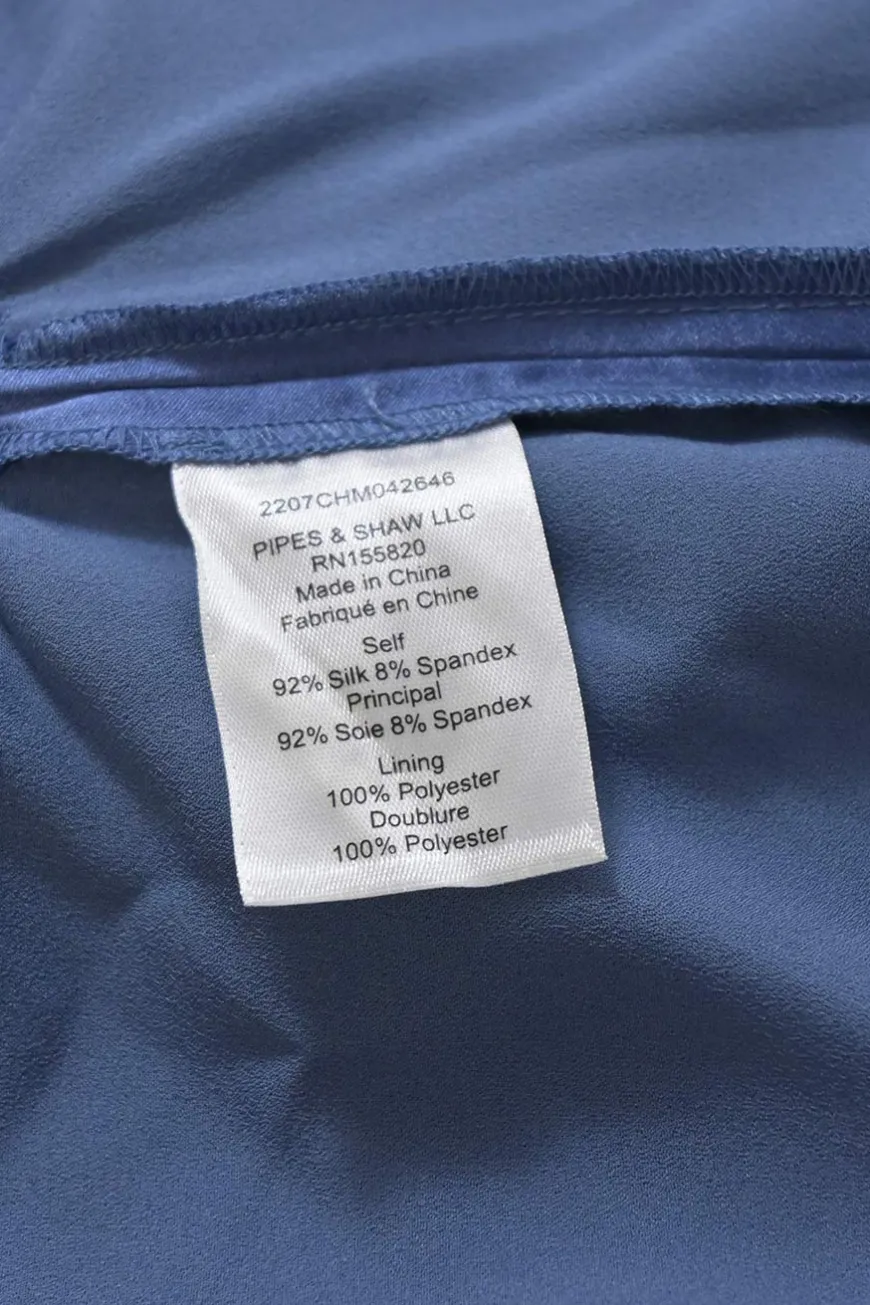 2207CHM042646
PIPES & SHAW LLC
RN155820
Made in China
Fabriqué en Chine
Self
92% Silk 8% Spandex
Principal
92% Soie 8% Spandex
Lining
100% Polyester
Doublure
100% Polyester